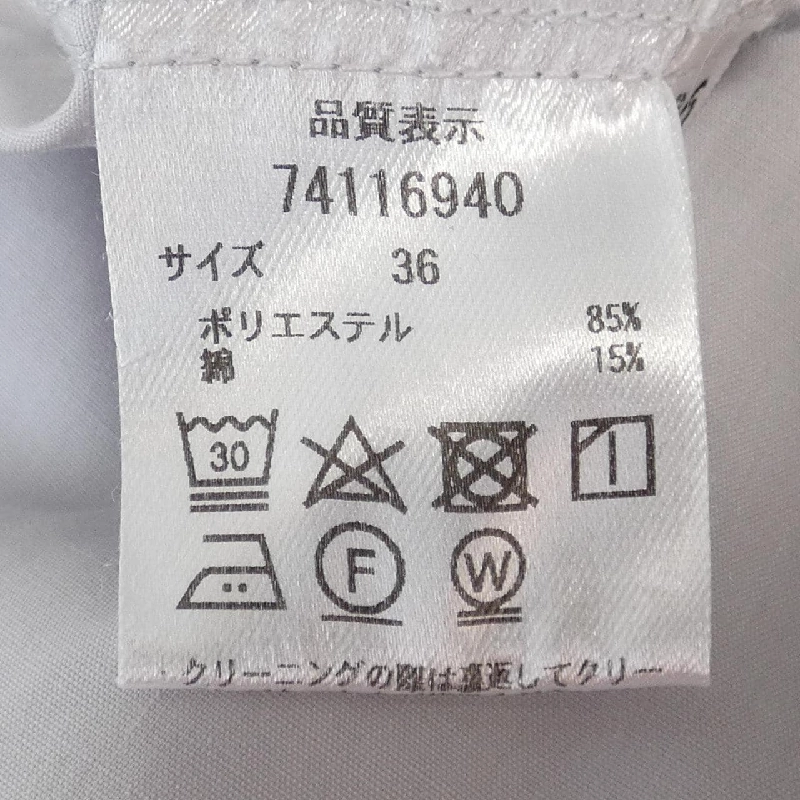 品質表示
74116940
サイズ 36
ポリエステル 85%
綿 15%
30
F W
・クリーニングの際は裏返してクリー